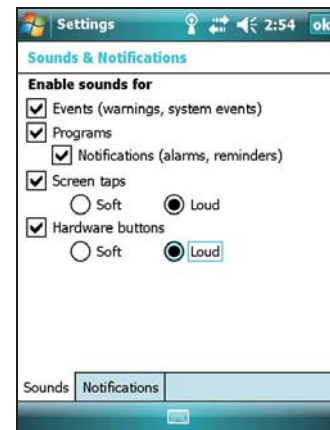 Settings 2:54 ok
Sounds & Notifications
Enable sounds for
Events (warnings, system events)
Programs
Notifications (alarms, reminders)
Screen taps
Soft Loud
Hardware buttons
Soft Loud
Sounds Notifications